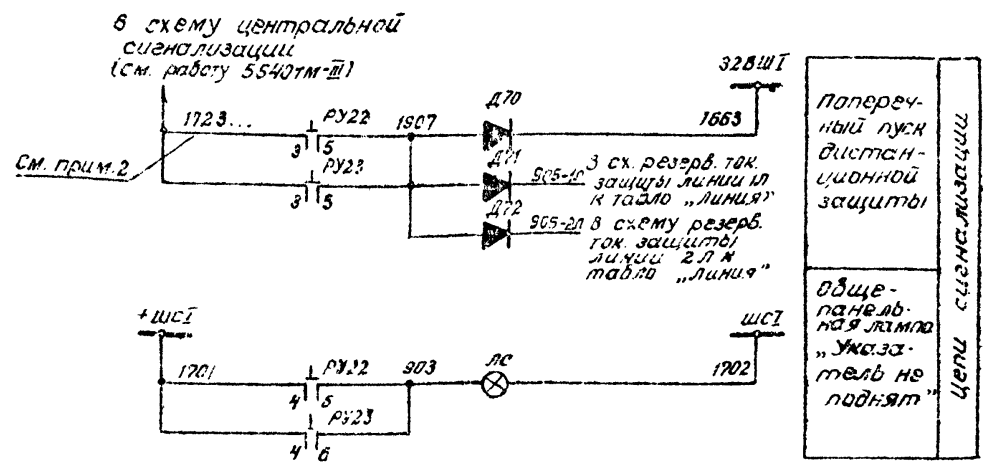 В схему центральной
сигнализации
(см. работу 5540тм-III)
1723...
РУ22
3 5
1907
Д70
1663
ЗЗВШI
См. прим. 2
РУ23
3 5
Д71
905-1л
В сх. резерв. ток.
защиты линии 1л
к табло „Линия"
Д72
905-2л
В схему резерв.
ток. защиты
линии 2л к
табло „Линия"
Попереч-
ный пуск
дистан-
ционной
защиты
+ШСI
1701
РУ22
4 5
903
ЛС
1702
ШСI
РУ23
4 6
Обще-
панель-
ная лампа
„Указа-
тель не
поднят"
Цепи сигнализации